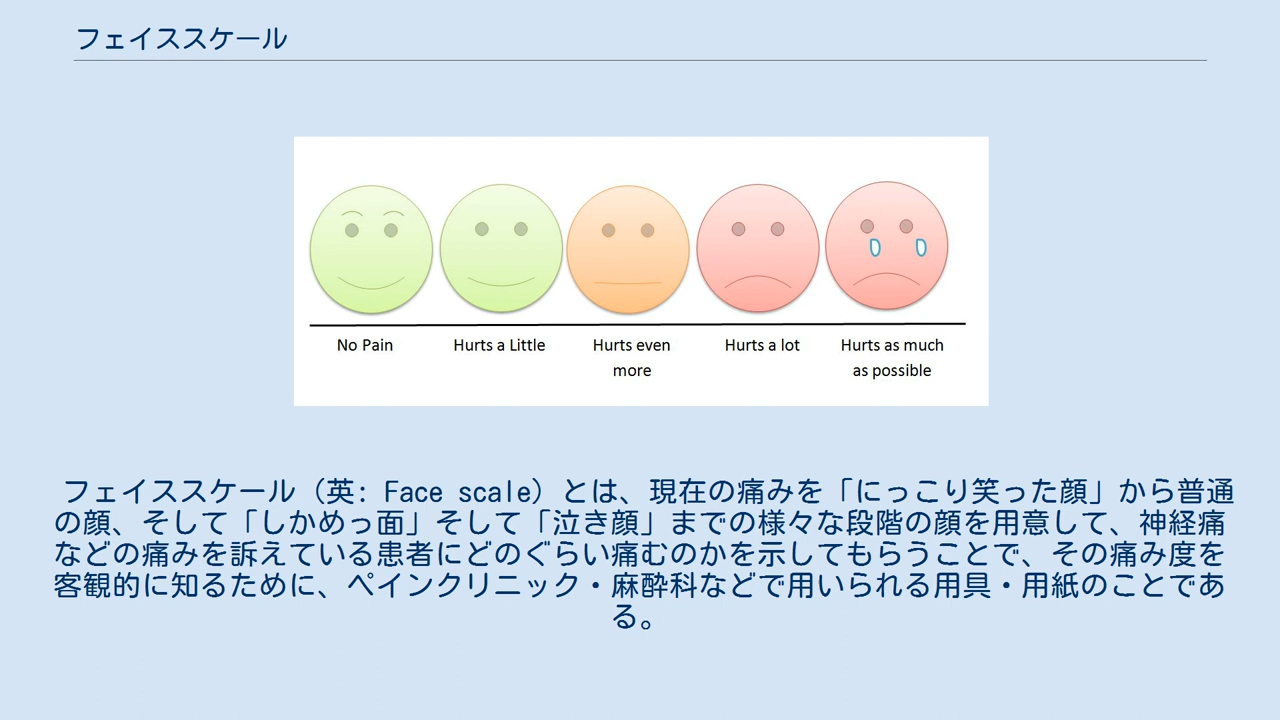 フェイススケール
No Pain
Hurts a Little
Hurts even more
Hurts a lot
Hurts as much as possible
フェイススケール（英: Face scale）とは、現在の痛みを「にっこり笑った顔」から普通
の顔、そして「しかめっ面」そして「泣き顔」までの様々な段階の顔を用意して、神経痛
などの痛みを訴えている患者にどのぐらい痛むのかを示してもらうことで、その痛み度を
客観的に知るために、ペインクリニック・麻酔科などで用いられる用具・用紙のことであ
る。